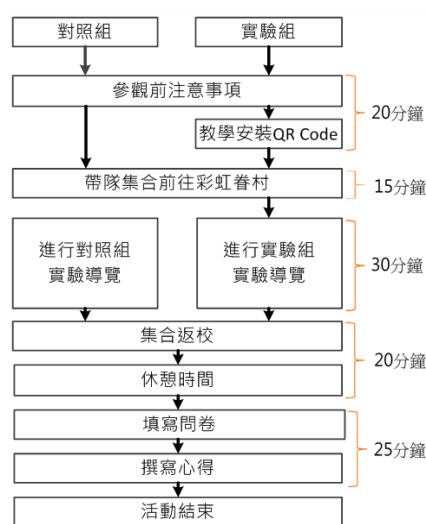 對照組
實驗組
參觀前注意事項
20分鐘
教學安裝QR Code
帶隊集合前往彩虹眷村
15分鐘
進行對照組
實驗導覽
進行實驗組
實驗導覽
30分鐘
集合返校
20分鐘
休憩時間
填寫問卷
25分鐘
撰寫心得
活動結束